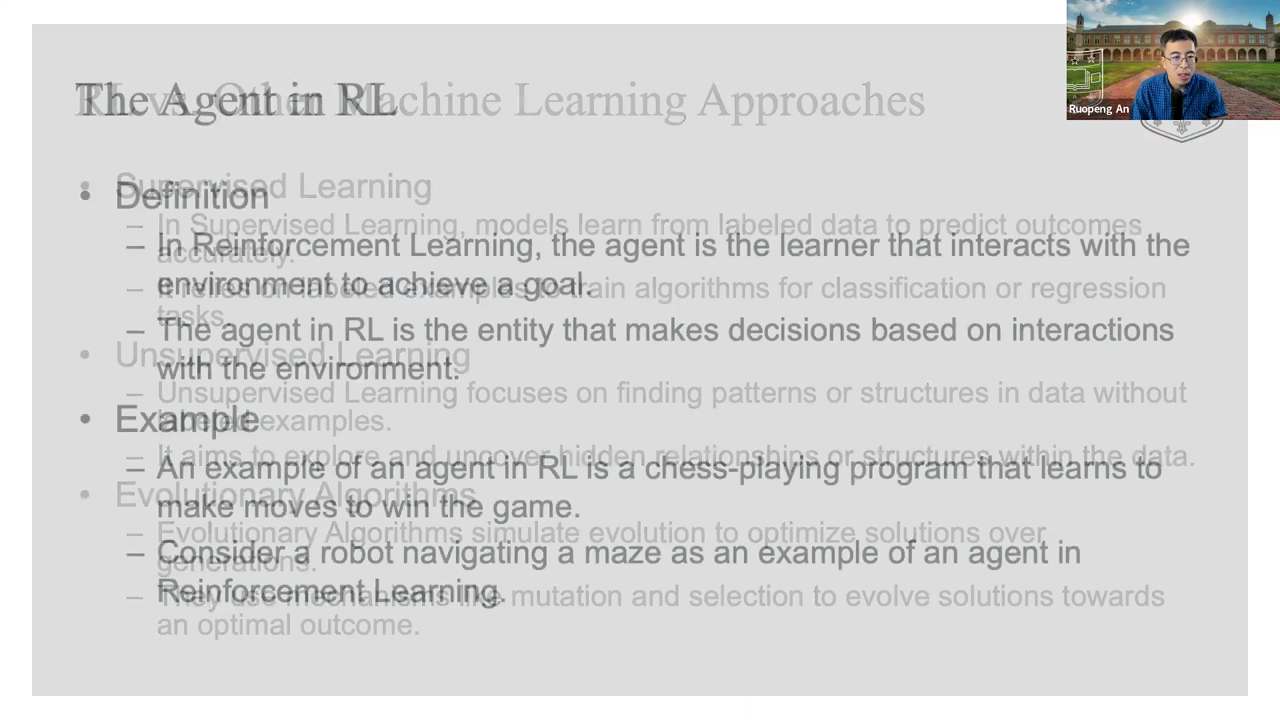 The Agent in RL
RL vs. Other Machine Learning Approaches
Ruopeng An
• Definition
– In Reinforcement Learning, the agent is the learner that interacts with the
environment to achieve a goal.
– The agent in RL is the entity that makes decisions based on interactions
with the environment.
• Example
– An example of an agent in RL is a chess-playing program that learns to
make moves to win the game.
– Consider a robot navigating a maze as an example of an agent in
Reinforcement Learning.
• Supervised Learning
– In Supervised Learning, models learn from labeled data to predict outcomes
accurately.
– It relies on labeled examples to train algorithms for classification or regression
tasks.
• Unsupervised Learning
– Unsupervised Learning focuses on finding patterns or structures in data without
labeled examples.
– It aims to explore and uncover hidden relationships or structures within the data.
• Evolutionary Algorithms
– Evolutionary Algorithms simulate evolution to optimize solutions over
generations.
– They use mechanisms like mutation and selection to evolve solutions towards
an optimal outcome.